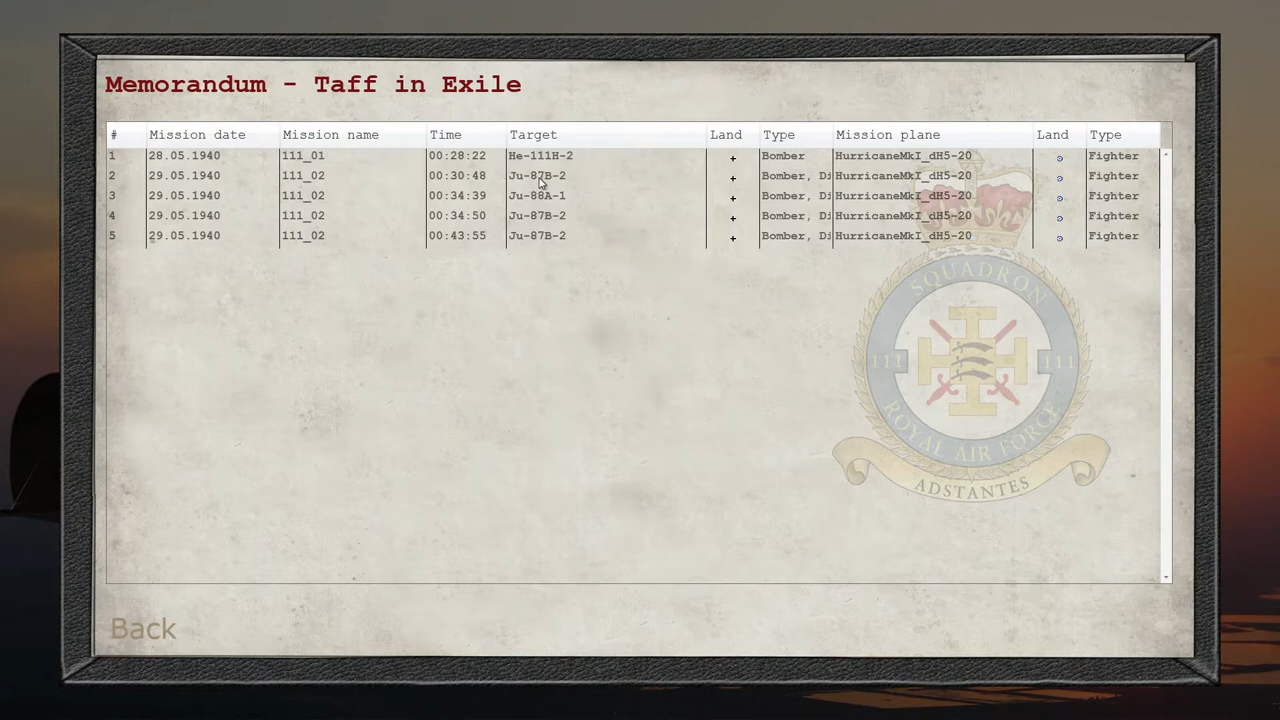 Memorandum - Taff in Exile
# Mission date Mission name Time Target Land Type Mission plane Land Type
1 28.05.1940 111_01 00:28:22 He-111H-2 + Bomber HurricaneMkI_dH5-20 Fighter
2 29.05.1940 111_02 00:30:48 Ju-87B-2 + Bomber, Di HurricaneMkI_dH5-20 Fighter
3 29.05.1940 111_02 00:34:39 Ju-88A-1 + Bomber, Di HurricaneMkI_dH5-20 Fighter
4 29.05.1940 111_02 00:34:50 Ju-87B-2 + Bomber, Di HurricaneMkI_dH5-20 Fighter
5 29.05.1940 111_02 00:43:55 Ju-87B-2 + Bomber, Di HurricaneMkI_dH5-20 Fighter
SQUADRON
111 111
ROYAL AIR FORCE
ADSTANTES
Back